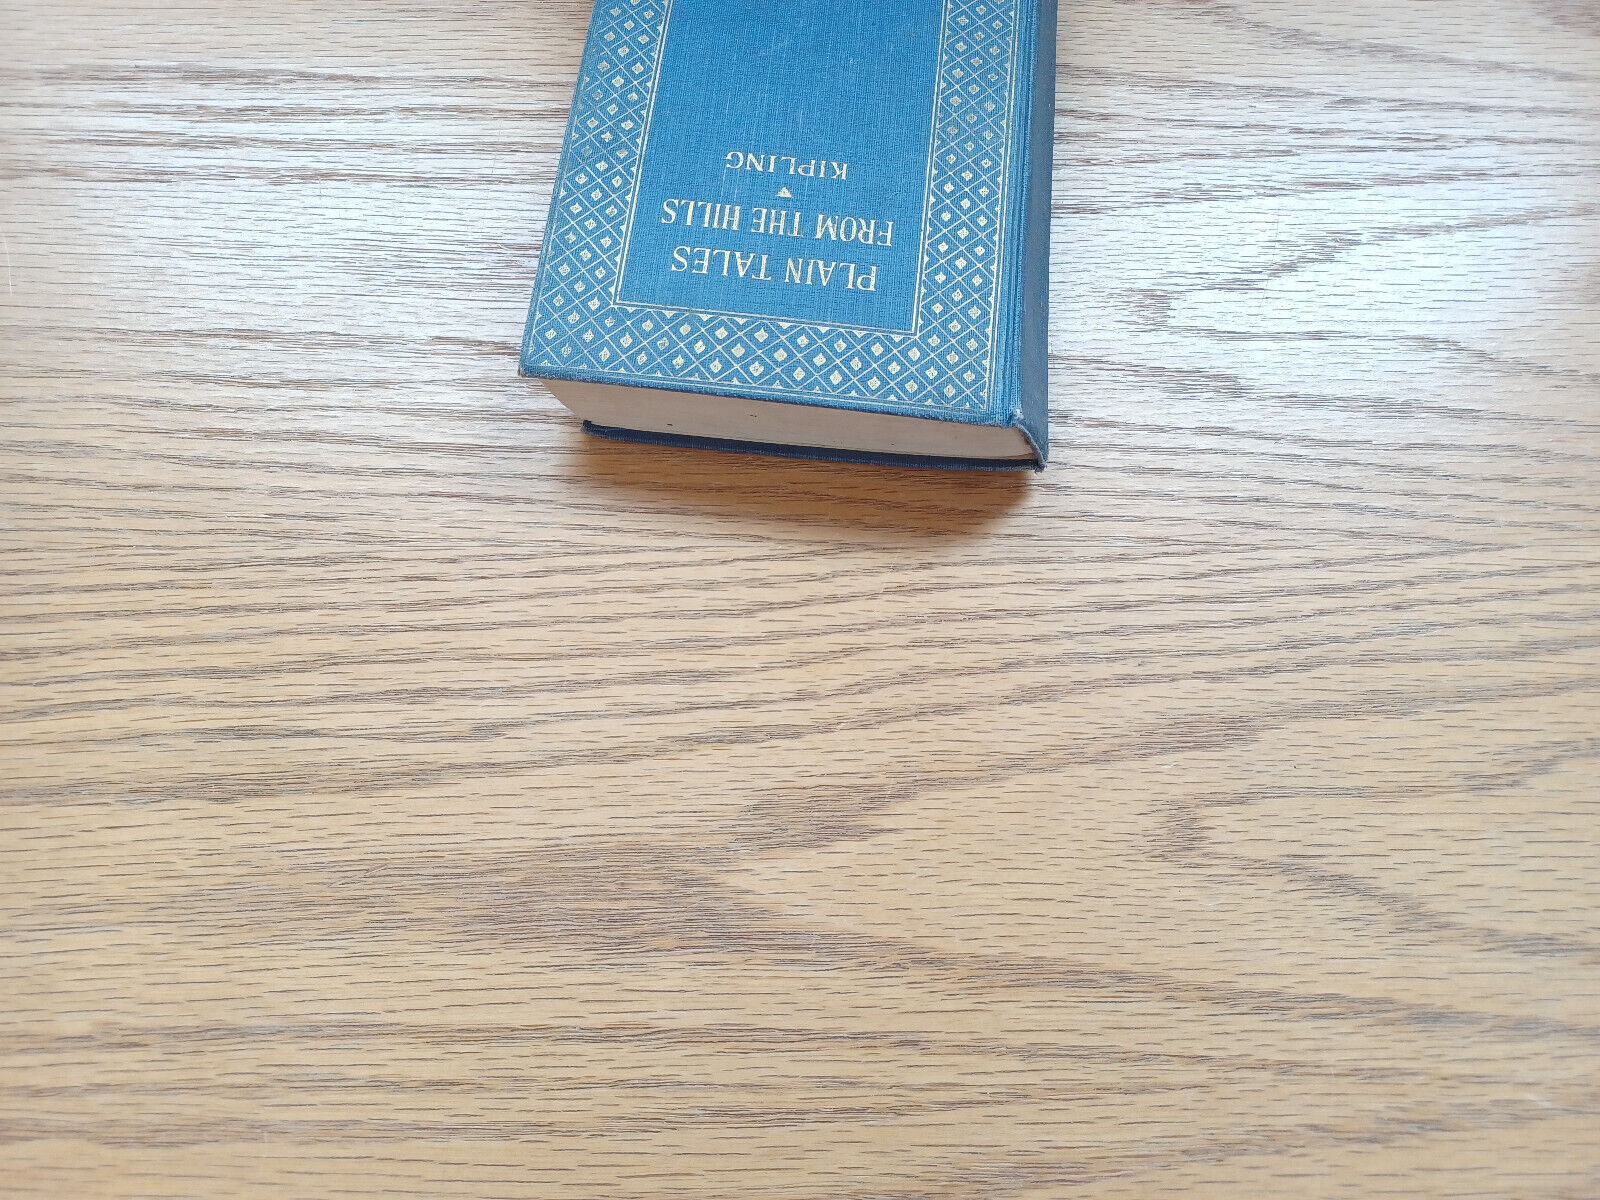 PLAIN TALES
FROM THE HILLS
KIPLING